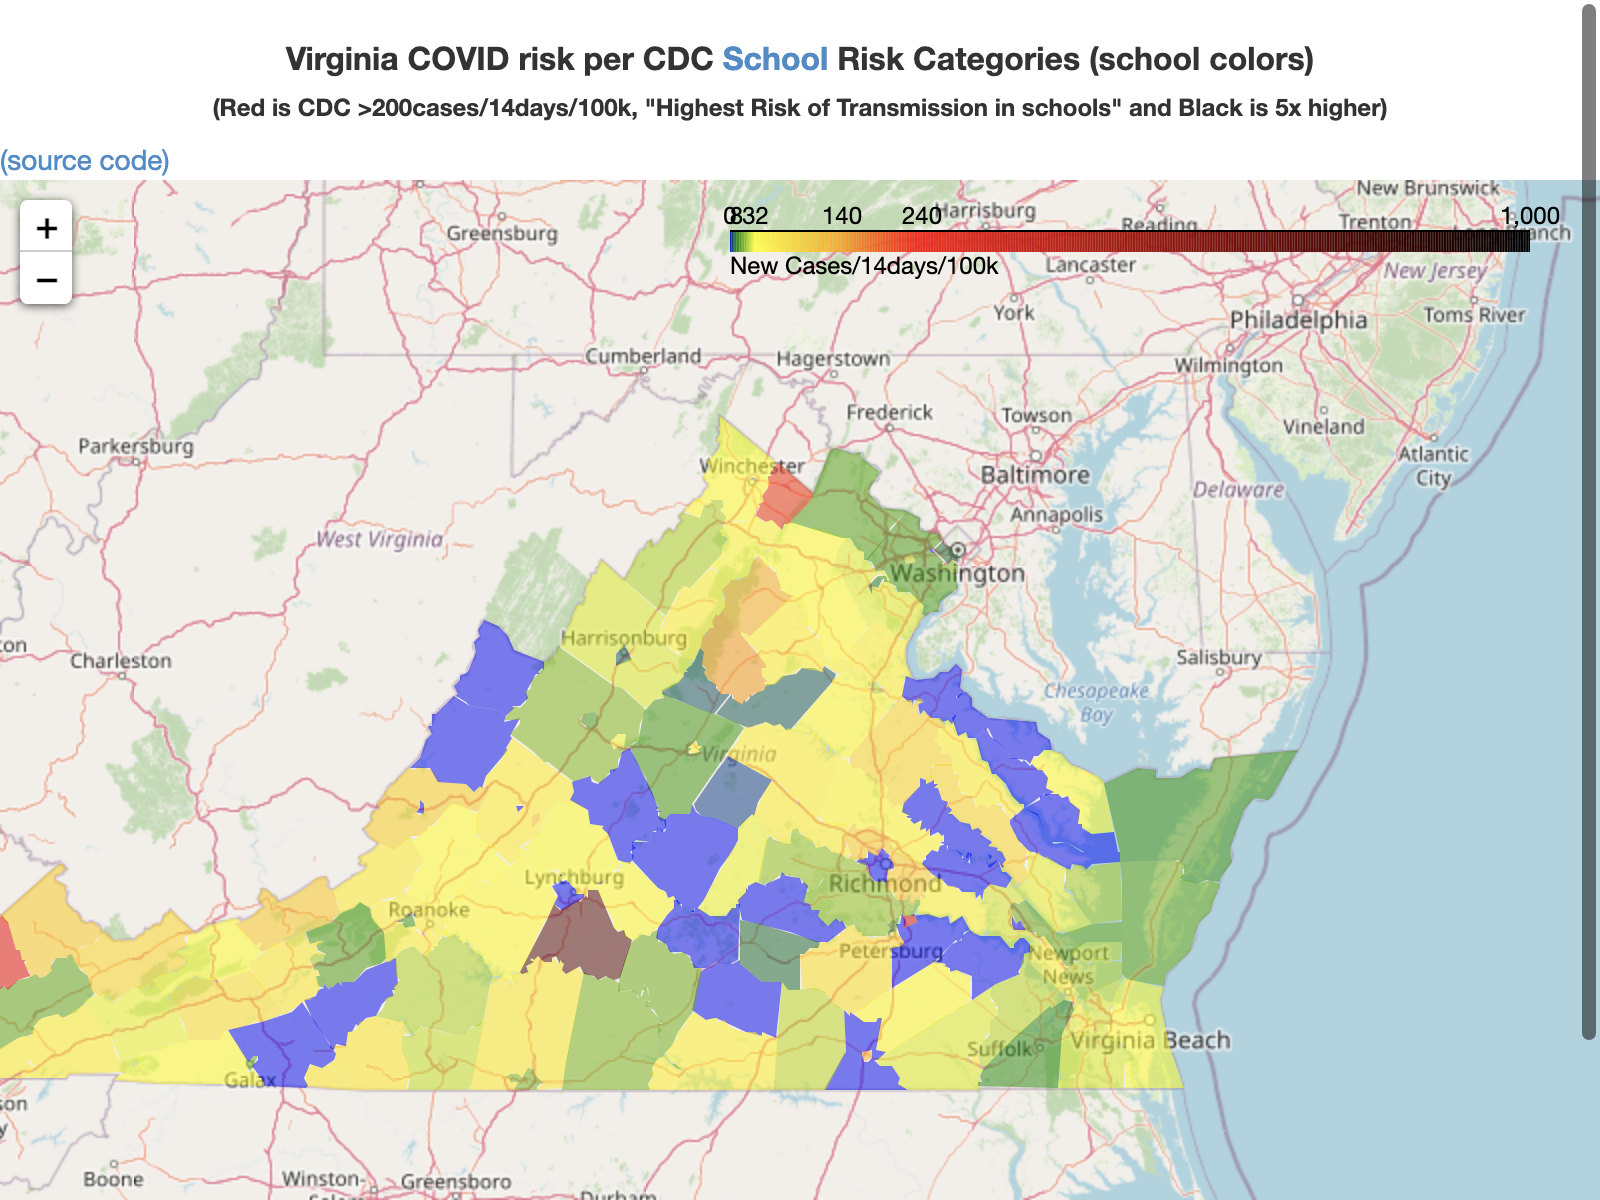 Virginia COVID risk per CDC School Risk Categories (school colors)
(Red is CDC >200cases/14days/100k, "Highest Risk of Transmission in schools" and Black is 5x higher)
(source code)
+
−
0 8 32 140 240 1,000
New Cases/14days/100k
New Brunswick
Harrisburg
Reading
Trenton
Greensburg
Lancaster
New Jersey
York
Philadelphia
Toms River
Cumberland
Hagerstown
Wilmington
Frederick
Towson
Vineland
Parkersburg
Winchester
Baltimore
Atlantic
City
Delaware
Annapolis
West Virginia
Washington
Harrisonburg
Charleston
Salisbury
Chesapeake
Bay
Virginia
Lynchburg
Richmond
Roanoke
Petersburg
Newport
News
Suffolk
Virginia Beach
Galax
Boone
Winston-
Greensboro
Durham